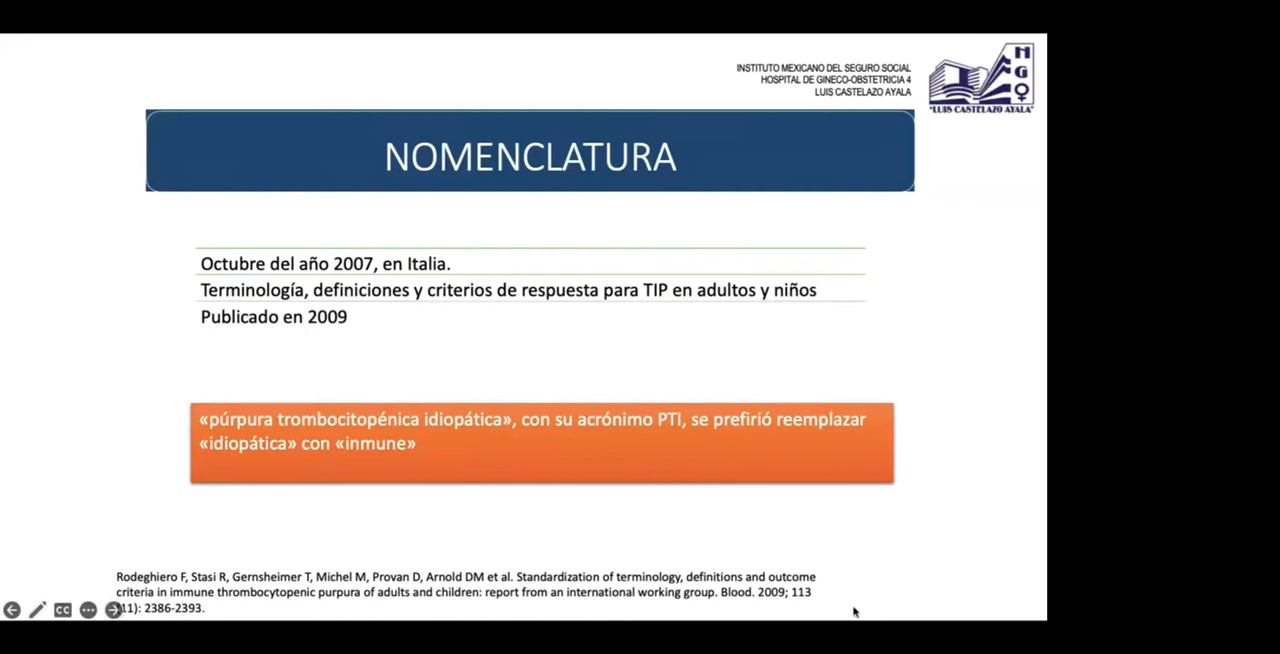 INSTITUTO MEXICANO DEL SEGURO SOCIAL
HOSPITAL DE GINECO-OBSTETRICIA 4
LUIS CASTELAZO AYALA
N
G
O
"LUIS CASTELAZO AYALA"
NOMENCLATURA
Octubre del año 2007, en Italia.
Terminología, definiciones y criterios de respuesta para TIP en adultos y niños
Publicado en 2009
«púrpura trombocitopénica idiopática», con su acrónimo PTI, se prefirió reemplazar
«idiopática» con «inmune»
Rodeghiero F, Stasi R, Gernsheimer T, Michel M, Provan D, Arnold DM et al. Standardization of terminology, definitions and outcome
criteria in immune thrombocytopenic purpura of adults and children: report from an international working group. Blood. 2009; 113
11): 2386-2393.
CC